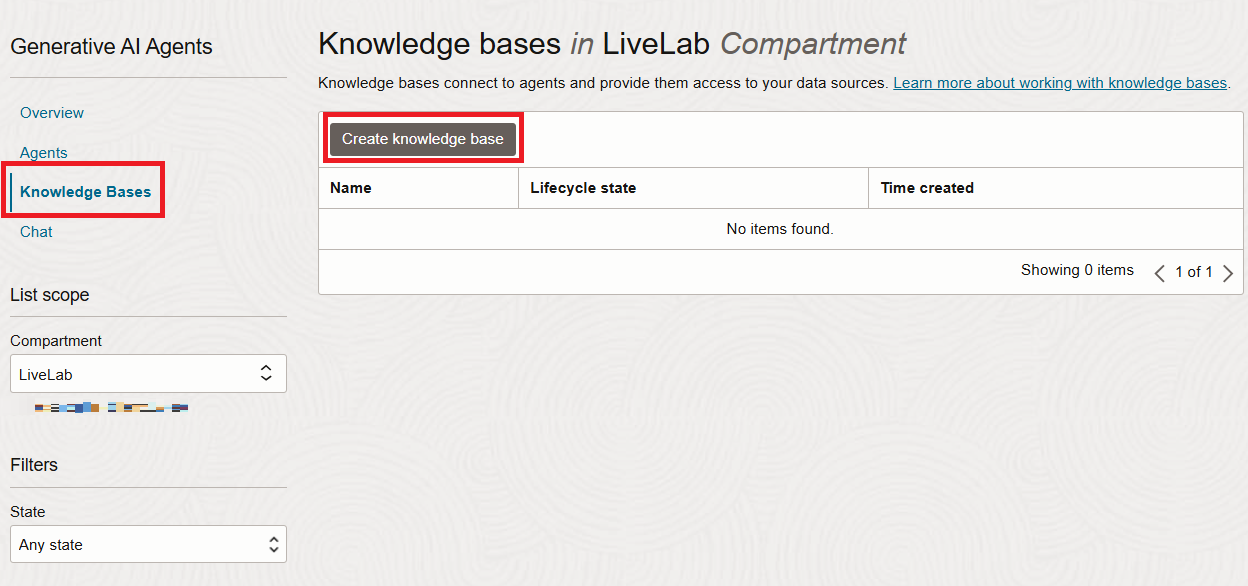 Generative AI Agents
Overview
Agents
Knowledge Bases
Chat
List scope
Compartment
LiveLab
Filters
State
Any state
Knowledge bases in LiveLab Compartment
Knowledge bases connect to agents and provide them access to your data sources. Learn more about working with knowledge bases.
Create knowledge base
Name Lifecycle state Time created
No items found.
Showing 0 items 1 of 1